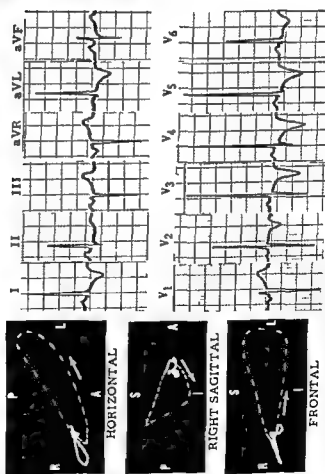 I II III aVR aVL aVF
V1 V2 V3 V4 V5 V6
P
R L
A
HORIZONTAL
S
P A
I
RIGHT SAGITTAL
S
R L
I
FRONTAL